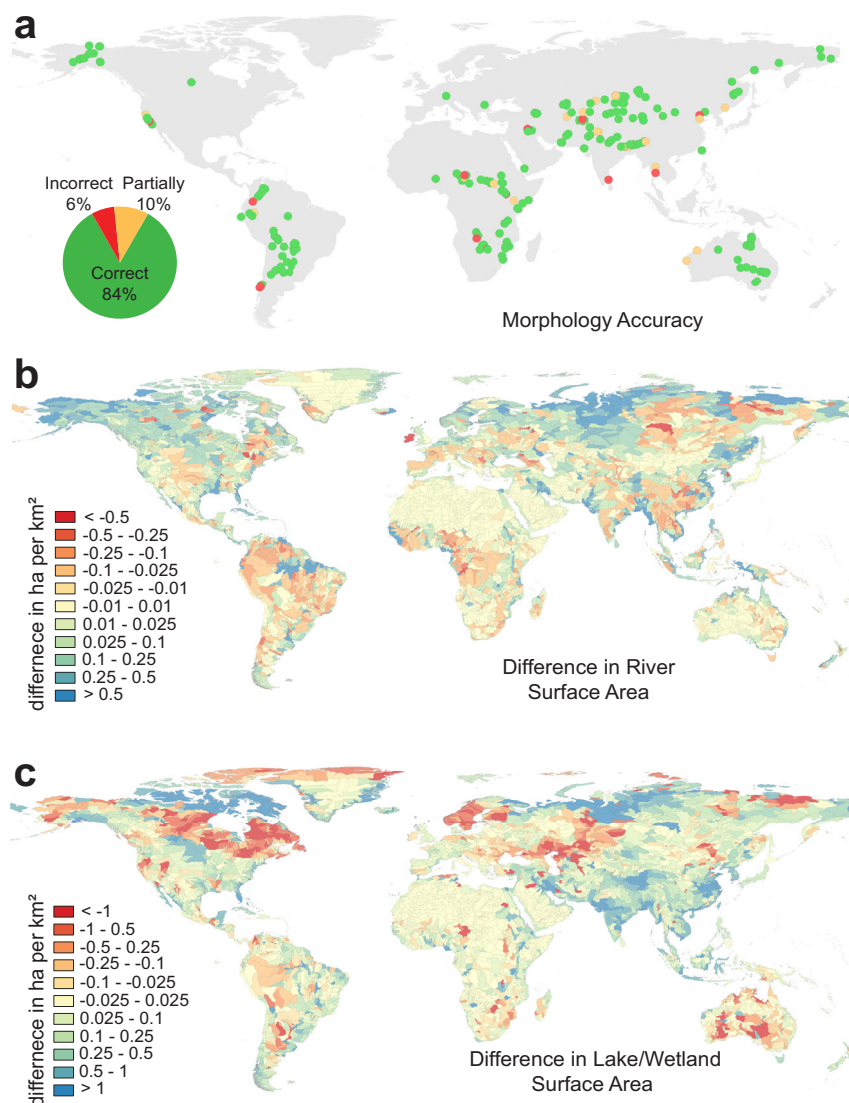 a
Incorrect Partially
6% 10%
Correct
84%
Morphology Accuracy
b
differnece in ha per km²
< -0.5
-0.5 - -0.25
-0.25 - -0.1
-0.1 - -0.025
-0.025 - -0.01
-0.01 - 0.01
0.01 - 0.025
0.025 - 0.1
0.1 - 0.25
0.25 - 0.5
> 0.5
Difference in River
Surface Area
c
differnece in ha per km²
< -1
-1 - 0.5
-0.5 - 0.25
-0.25 - -0.1
-0.1 - -0.025
-0.025 - 0.025
0.025 - 0.1
0.1 - 0.25
0.25 - 0.5
0.5 - 1
> 1
Difference in Lake/Wetland
Surface Area